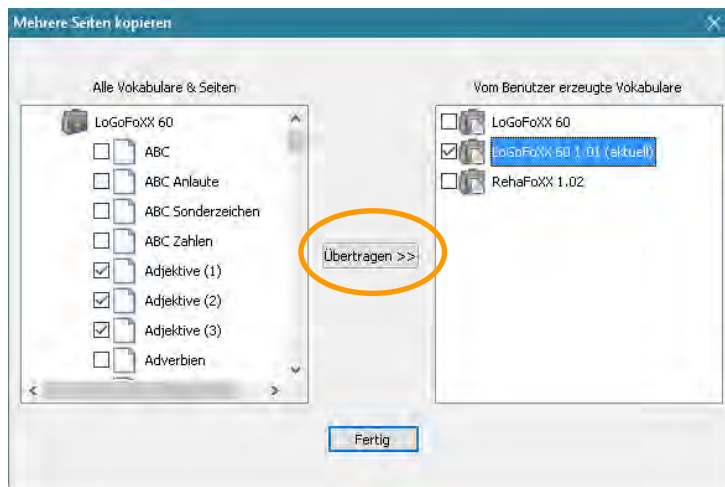 Mehrere Seiten kopieren
Alle Vokabulare & Seiten
LoGoFoXX 60
ABC
ABC Anlaute
ABC Sonderzeichen
ABC Zahlen
Adjektive (1)
Adjektive (2)
Adjektive (3)
Adverbien
Übertragen >>
Vom Benutzer erzeugte Vokabulare
LoGoFoXX 60
LoGoFoXX 60 1.01 (aktuell)
RehaFoXX 1.02
Fertig